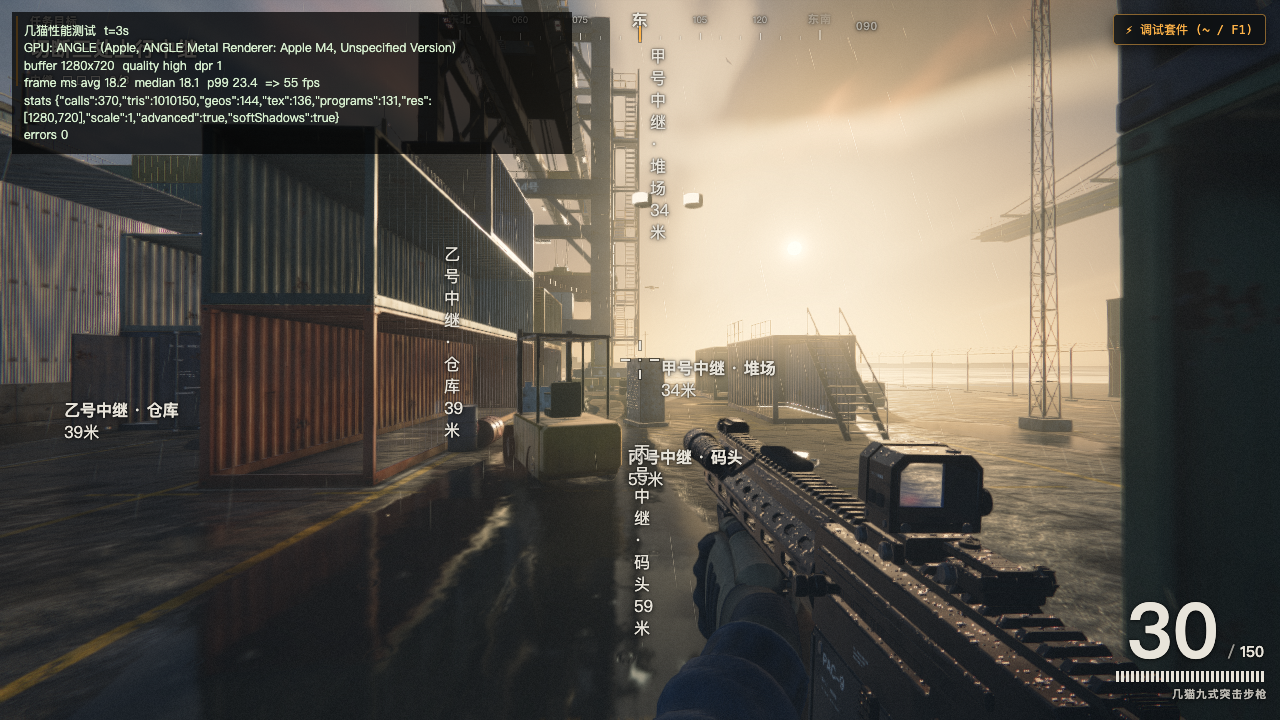 几猫性能测试 t=3s
GPU: ANGLE (Apple, ANGLE Metal Renderer: Apple M4, Unspecified Version)
buffer 1280x720 quality high dpr 1
frame ms avg 18.2 median 18.1 p99 23.4 => 55 fps
stats {"calls":370,"tris":1010150,"geos":144,"tex":136,"programs":131,"res":
[1280,720],"scale":1,"advanced":true,"softShadows":true}
errors 0
060
075
东
105
120
东南
090
⚡ 调试套件 (~ / F1)
甲号中继 · 堆场34米
乙号中继 · 仓库39米
甲号中继 · 堆场
34米
乙号中继 · 仓库
39米
丙号中继 · 码头
59米
丙号中继 · 码头59米
30 / 150
几猫九式突击步枪